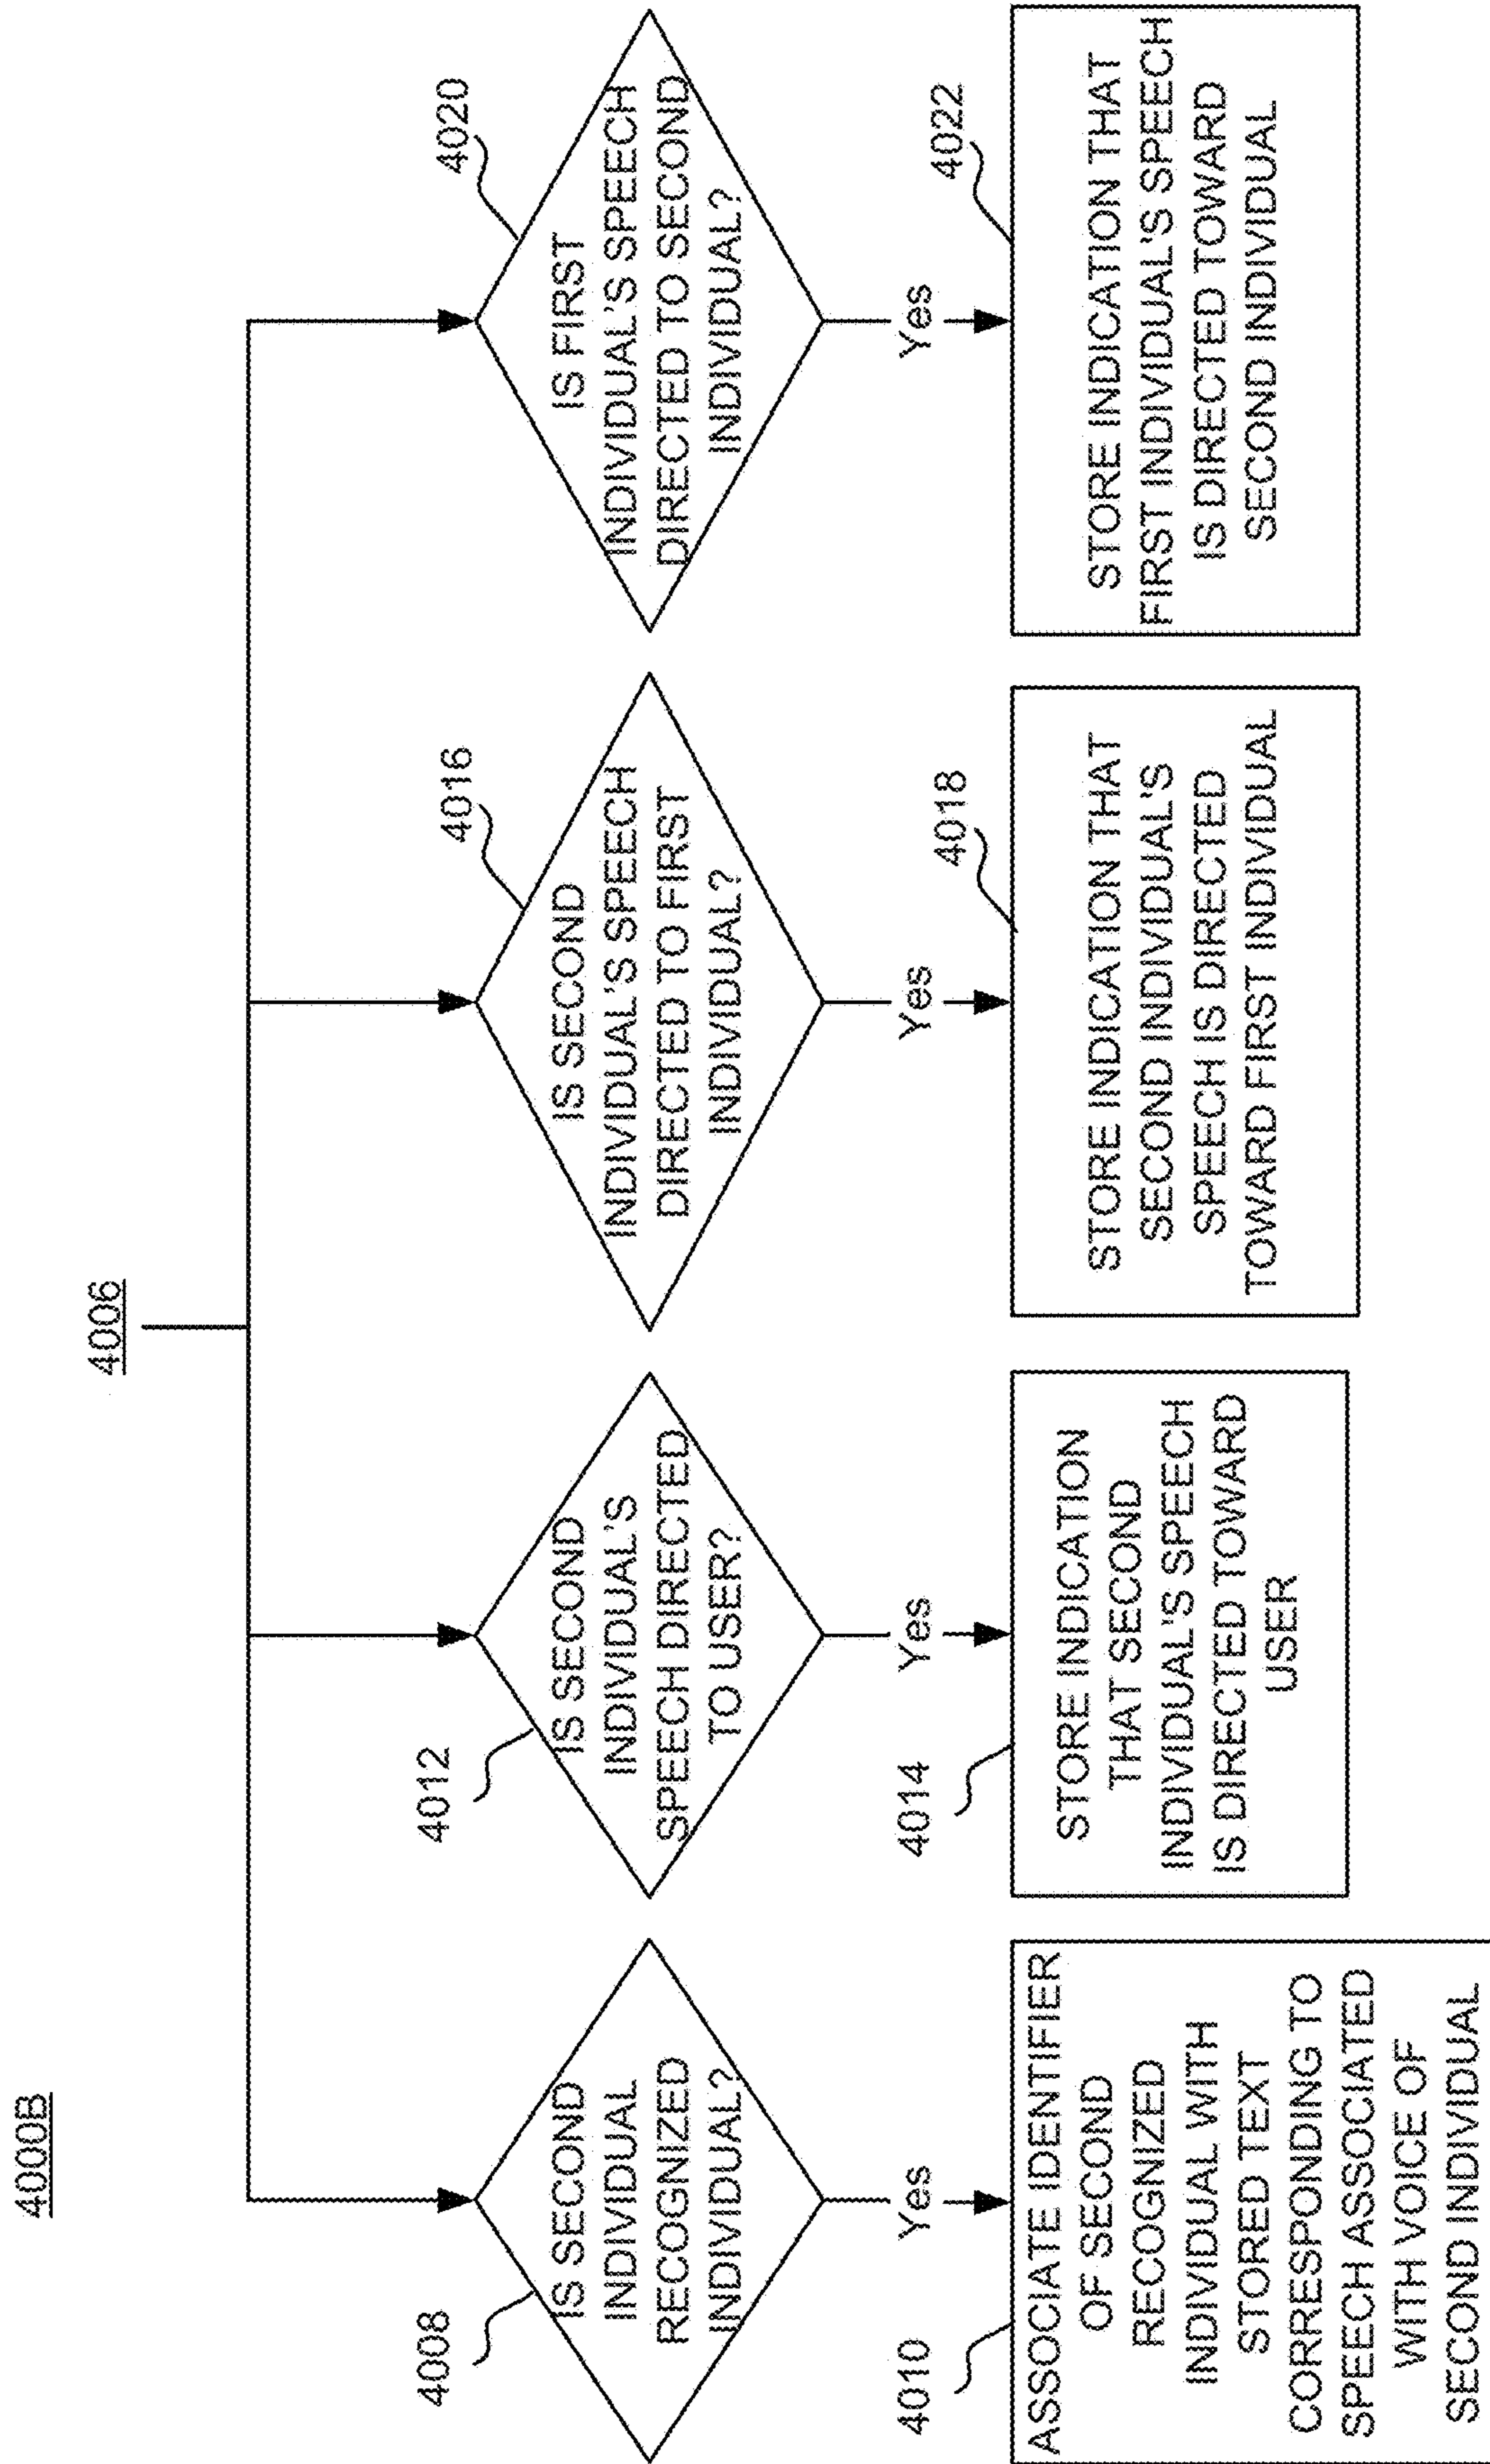 4000B
4006
4008
IS SECOND
INDIVIDUAL
RECOGNIZED
INDIVIDUAL?
4012
IS SECOND
INDIVIDUAL'S
SPEECH DIRECTED
TO USER?
4016
IS SECOND
INDIVIDUAL'S SPEECH
DIRECTED TO FIRST
INDIVIDUAL?
4020
IS FIRST
INDIVIDUAL'S SPEECH
DIRECTED TO SECOND
INDIVIDUAL?
Yes
Yes
Yes
Yes
4010
ASSOCIATE IDENTIFIER
OF SECOND
RECOGNIZED
INDIVIDUAL WITH
STORED TEXT
CORRESPONDING TO
SPEECH ASSOCIATED
WITH VOICE OF
SECOND INDIVIDUAL
4014
STORE INDICATION
THAT SECOND
INDIVIDUAL'S SPEECH
IS DIRECTED TOWARD
USER
4018
STORE INDICATION THAT
SECOND INDIVIDUAL'S
SPEECH IS DIRECTED
TOWARD FIRST INDIVIDUAL
4022
STORE INDICATION THAT
FIRST INDIVIDUAL'S SPEECH
IS DIRECTED TOWARD
SECOND INDIVIDUAL